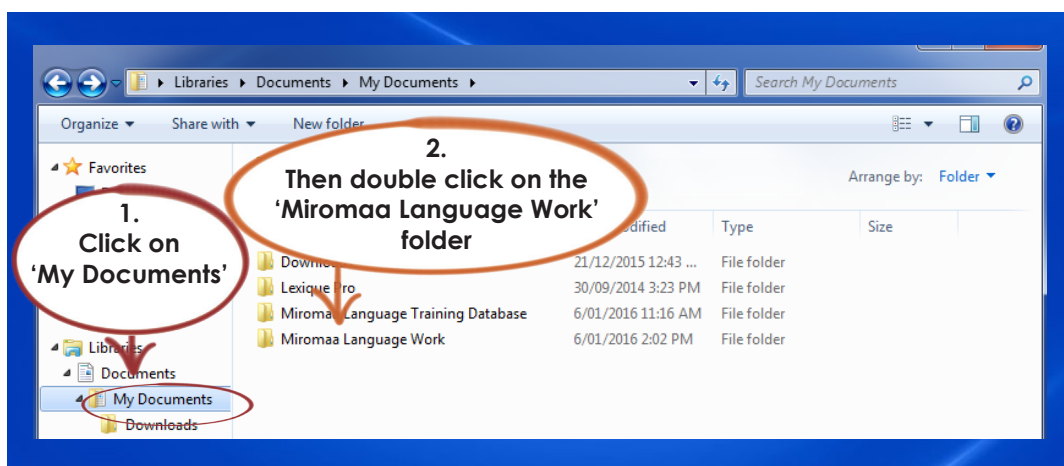 Libraries Documents My Documents
Search My Documents
Organize Share with New folder
Favorites
Arrange by: Folder
1.
Click on
‘My Documents’
2.
Then double click on the
‘Miromaa Language Work’
folder
Type Size
21/12/2015 12:43 ... File folder
Lexique Pro 30/09/2014 3:23 PM File folder
Miromaa Language Training Database 6/01/2016 11:16 AM File folder
Miromaa Language Work 6/01/2016 2:02 PM File folder
Libraries
Documents
My Documents
Downloads